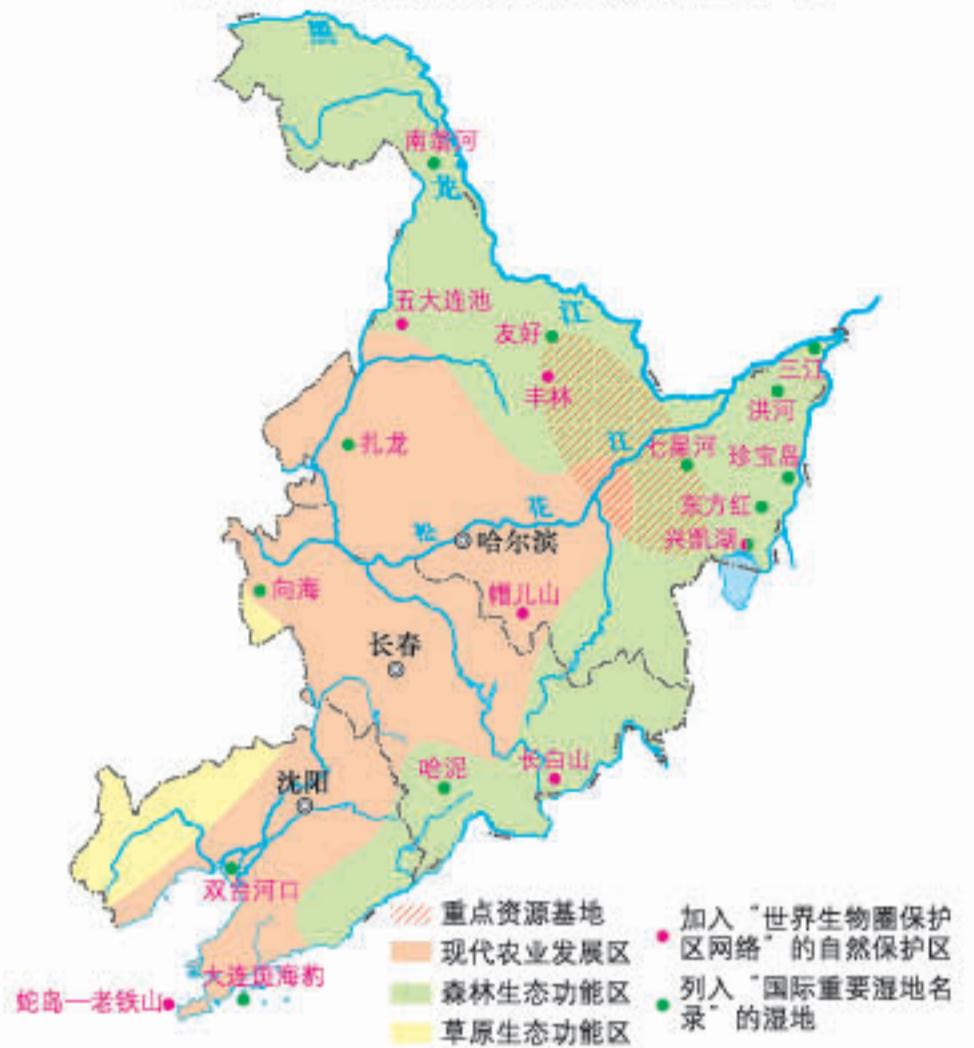 黑
南瓮河
龙
五大连池
友好
江
丰林
三江
洪河
江
七星河
珍宝岛
扎龙
东方红
花
松
哈尔滨
兴凯湖
向海
帽儿山
长春
长白山
哈泥
沈阳
双台河口
大连斑海豹
蛇岛—老铁山
重点资源基地
现代农业发展区
森林生态功能区
草原生态功能区
加入“世界生物圈保护
区网络”的自然保护区
列入“国际重要湿地名
录”的湿地